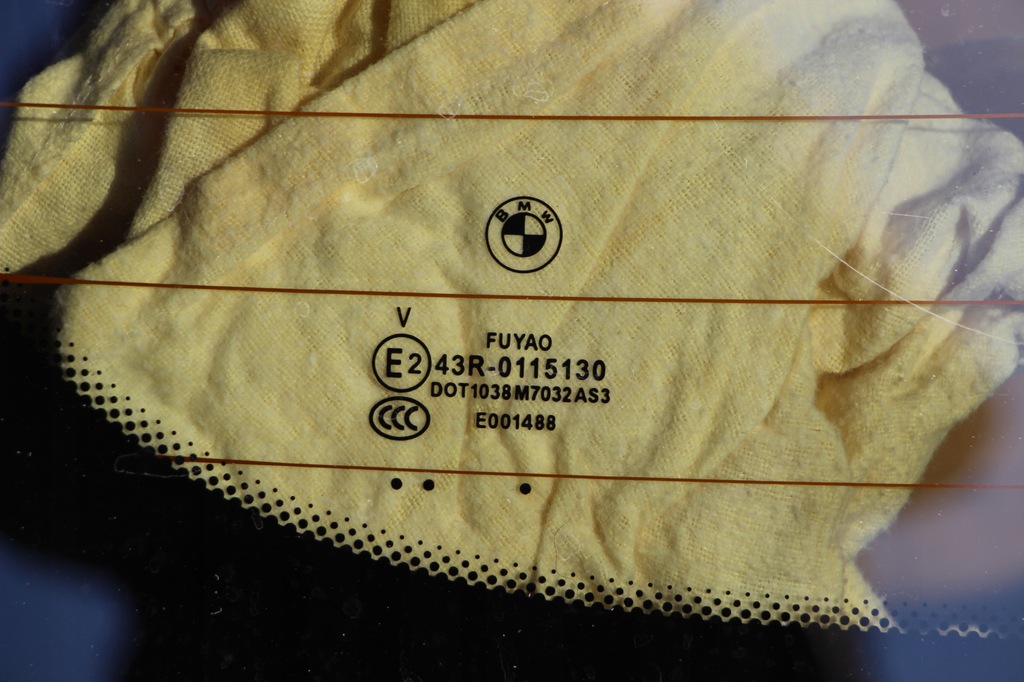 BMW
V
FUYAO
E2 43R-0115130
DOT1038 M7032 AS3
CCC
E001488